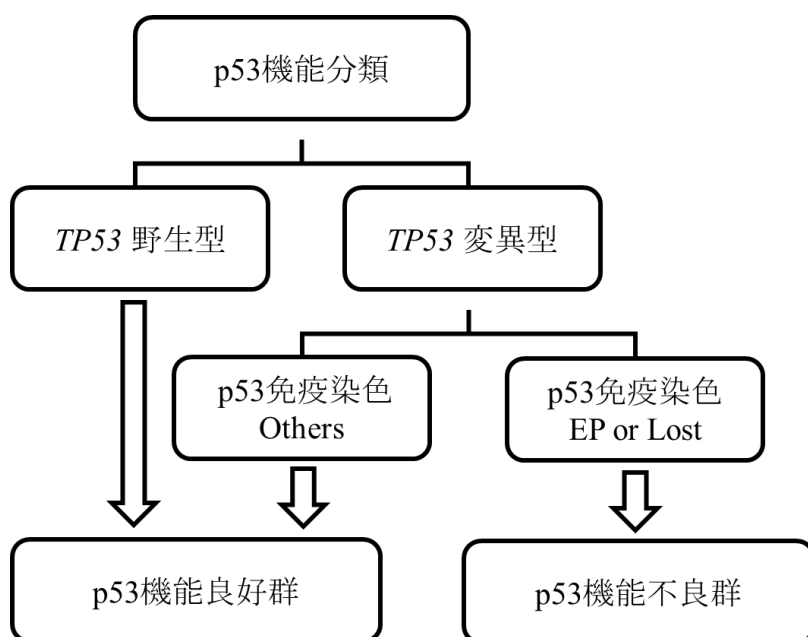 p53機能分類
TP53 野生型
TP53 変異型
p53免疫染色
Others
p53免疫染色
EP or Lost
p53機能良好群
p53機能不良群